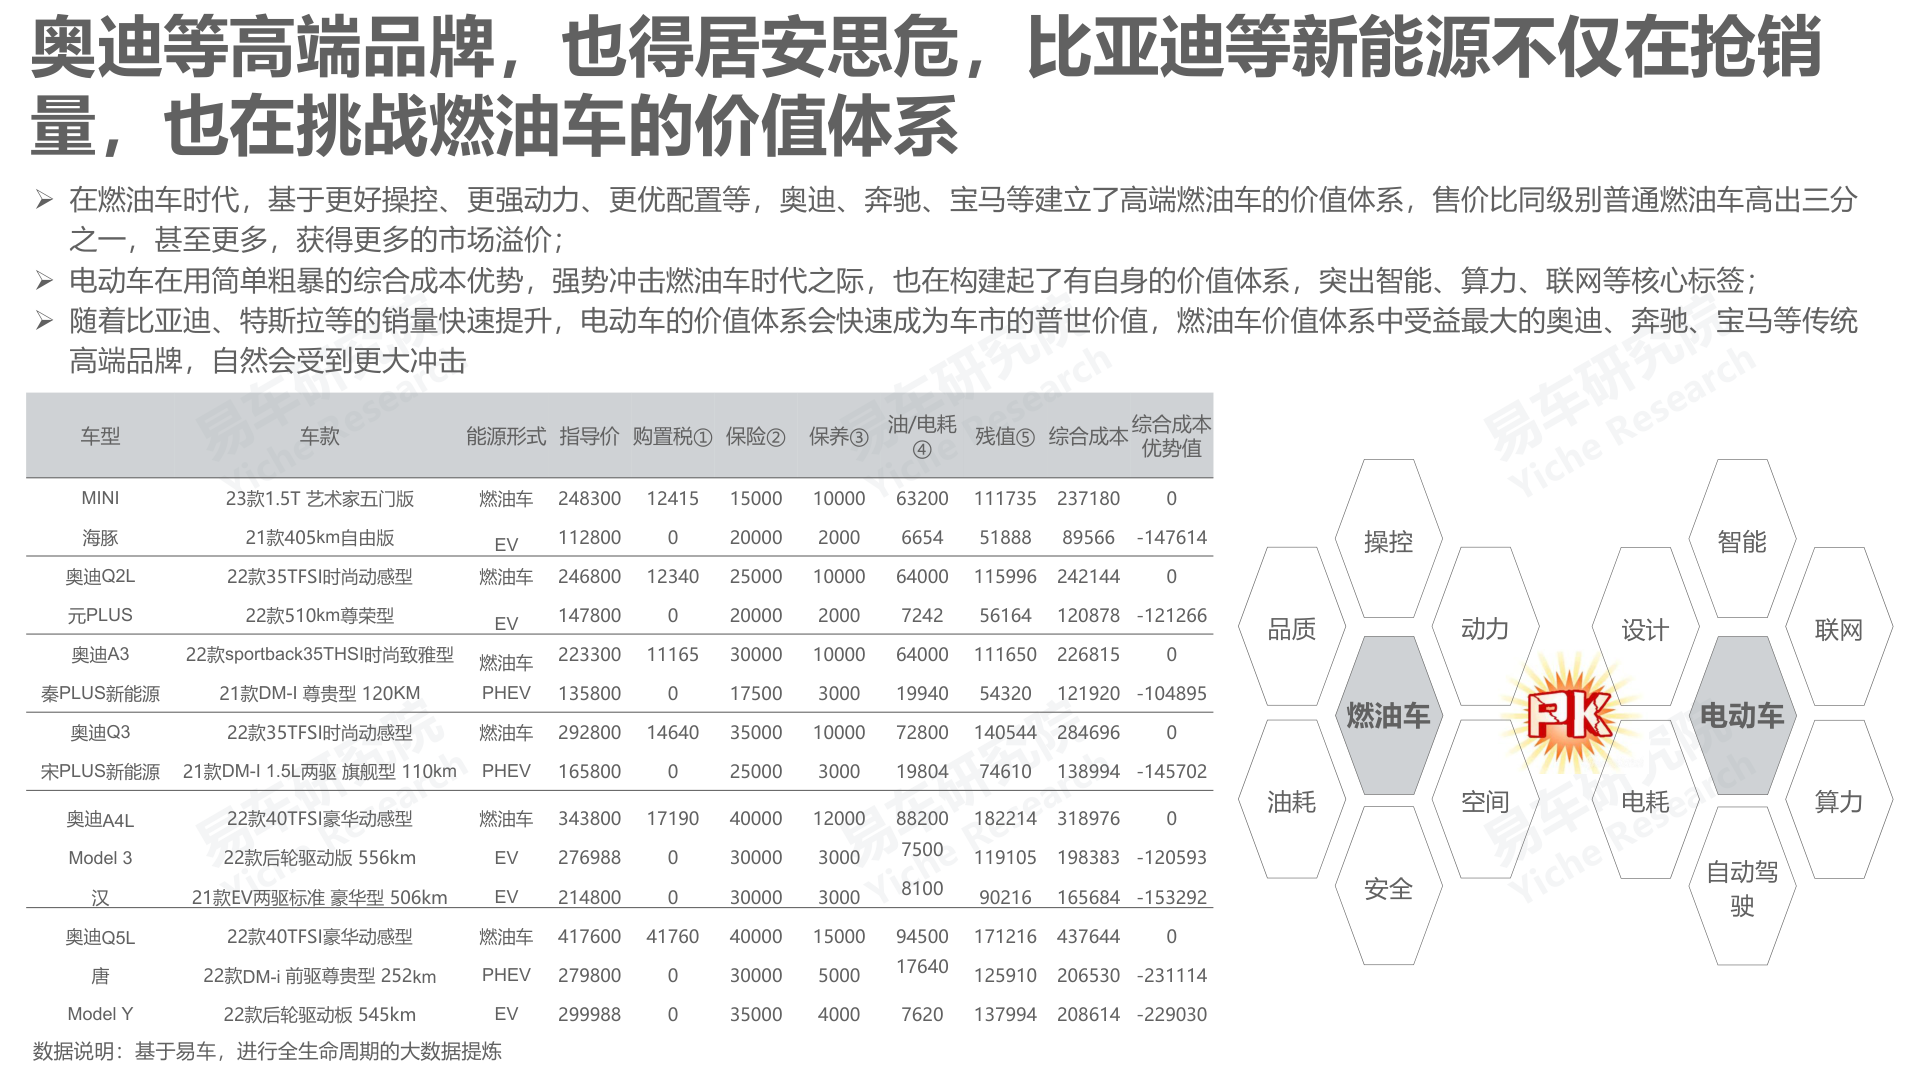 奥迪等高端品牌，也得居安思危，比亚迪等新能源不仅在抢销
量，也在挑战燃油车的价值体系
➢ 在燃油车时代，基于更好操控、更强动力、更优配置等，奥迪、奔驰、宝马等建立了高端燃油车的价值体系，售价比同级别普通燃油车高出三分
之一，甚至更多，获得更多的市场溢价；
➢ 电动车在用简单粗暴的综合成本优势，强势冲击燃油车时代之际，也在构建起了有自身的价值体系，突出智能、算力、联网等核心标签；
➢ 随着比亚迪、特斯拉等的销量快速提升，电动车的价值体系会快速成为车市的普世价值，燃油车价值体系中受益最大的奥迪、奔驰、宝马等传统
高端品牌，自然会受到更大冲击
车型 车款 能源形式 指导价 购置税① 保险② 保养③ 油/电耗④ 残值⑤ 综合成本 综合成本优势值
MINI 23款1.5T 艺术家五门版 燃油车 248300 12415 15000 10000 63200 111735 237180 0
海豚 21款405km自由版 EV 112800 0 20000 2000 6654 51888 89566 -147614
奥迪Q2L 22款35TFSI时尚动感型 燃油车 246800 12340 25000 10000 64000 115996 242144 0
元PLUS 22款510km尊荣型 EV 147800 0 20000 2000 7242 56164 120878 -121266
奥迪A3 22款sportback35THSI时尚致雅型 燃油车 223300 11165 30000 10000 64000 111650 226815 0
秦PLUS新能源 21款DM-I 尊贵型 120KM PHEV 135800 0 17500 3000 19940 54320 121920 -104895
奥迪Q3 22款35TFSI时尚动感型 燃油车 292800 14640 35000 10000 72800 140544 284696 0
宋PLUS新能源 21款DM-I 1.5L两驱 旗舰型 110km PHEV 165800 0 25000 3000 19804 74610 138994 -145702
奥迪A4L 22款40TFSI豪华动感型 燃油车 343800 17190 40000 12000 88200 182214 318976 0
Model 3 22款后轮驱动版 556km EV 276988 0 30000 3000 7500 119105 198383 -120593
汉 21款EV两驱标准 豪华型 506km EV 214800 0 30000 3000 8100 90216 165684 -153292
奥迪Q5L 22款40TFSI豪华动感型 燃油车 417600 41760 40000 15000 94500 171216 437644 0
唐 22款DM-i 前驱尊贵型 252km PHEV 279800 0 30000 5000 17640 125910 206530 -231114
Model Y 22款后轮驱动板 545km EV 299988 0 35000 4000 7620 137994 208614 -229030
数据说明：基于易车，进行全生命周期的大数据提炼
操控
品质
动力
燃油车
油耗
空间
安全
PK
智能
设计
联网
电动车
电耗
算力
自动驾
驶
易车研究院
Yiche Research
易车研究院
Yiche Research
易车研究院
Yiche Research
易车研究院
Yiche Research
易车研究院
Yiche Research
易车研究院
Yiche Research